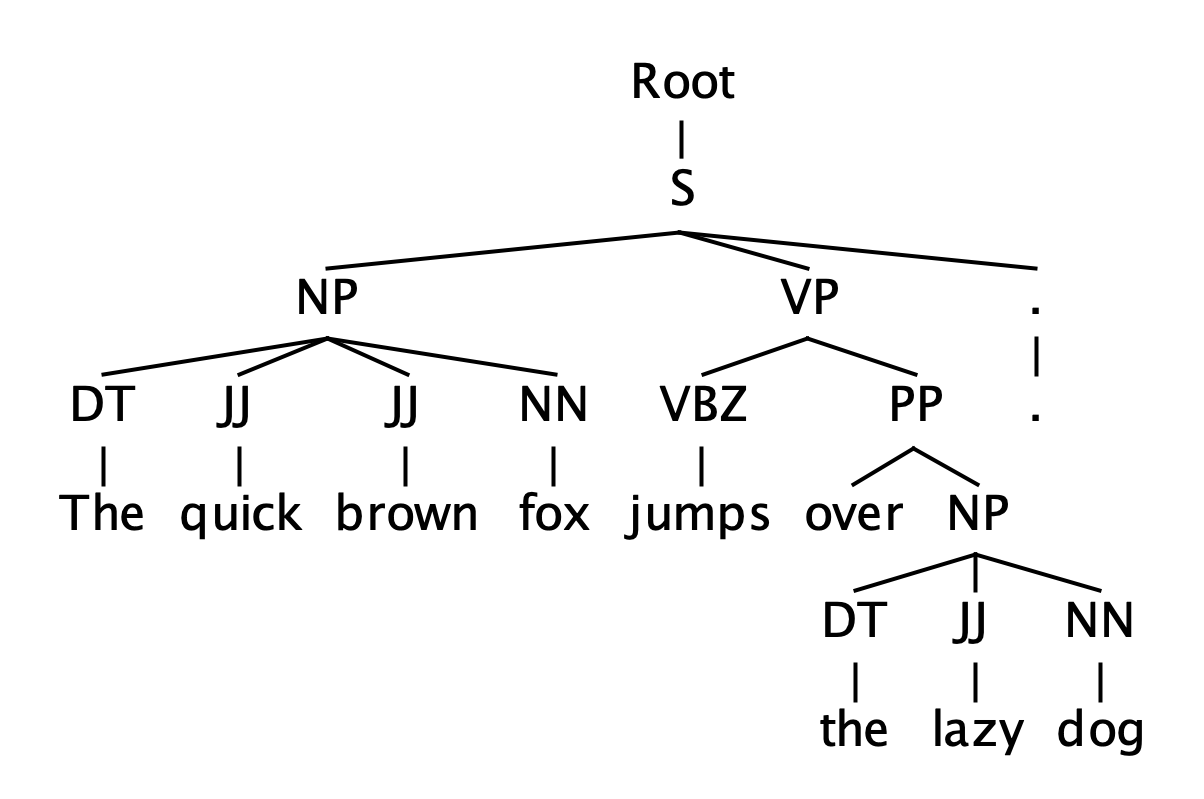 Root
S
NP VP .
DT JJ JJ NN VBZ PP .
The quick brown fox jumps over NP
DT JJ NN
the lazy dog